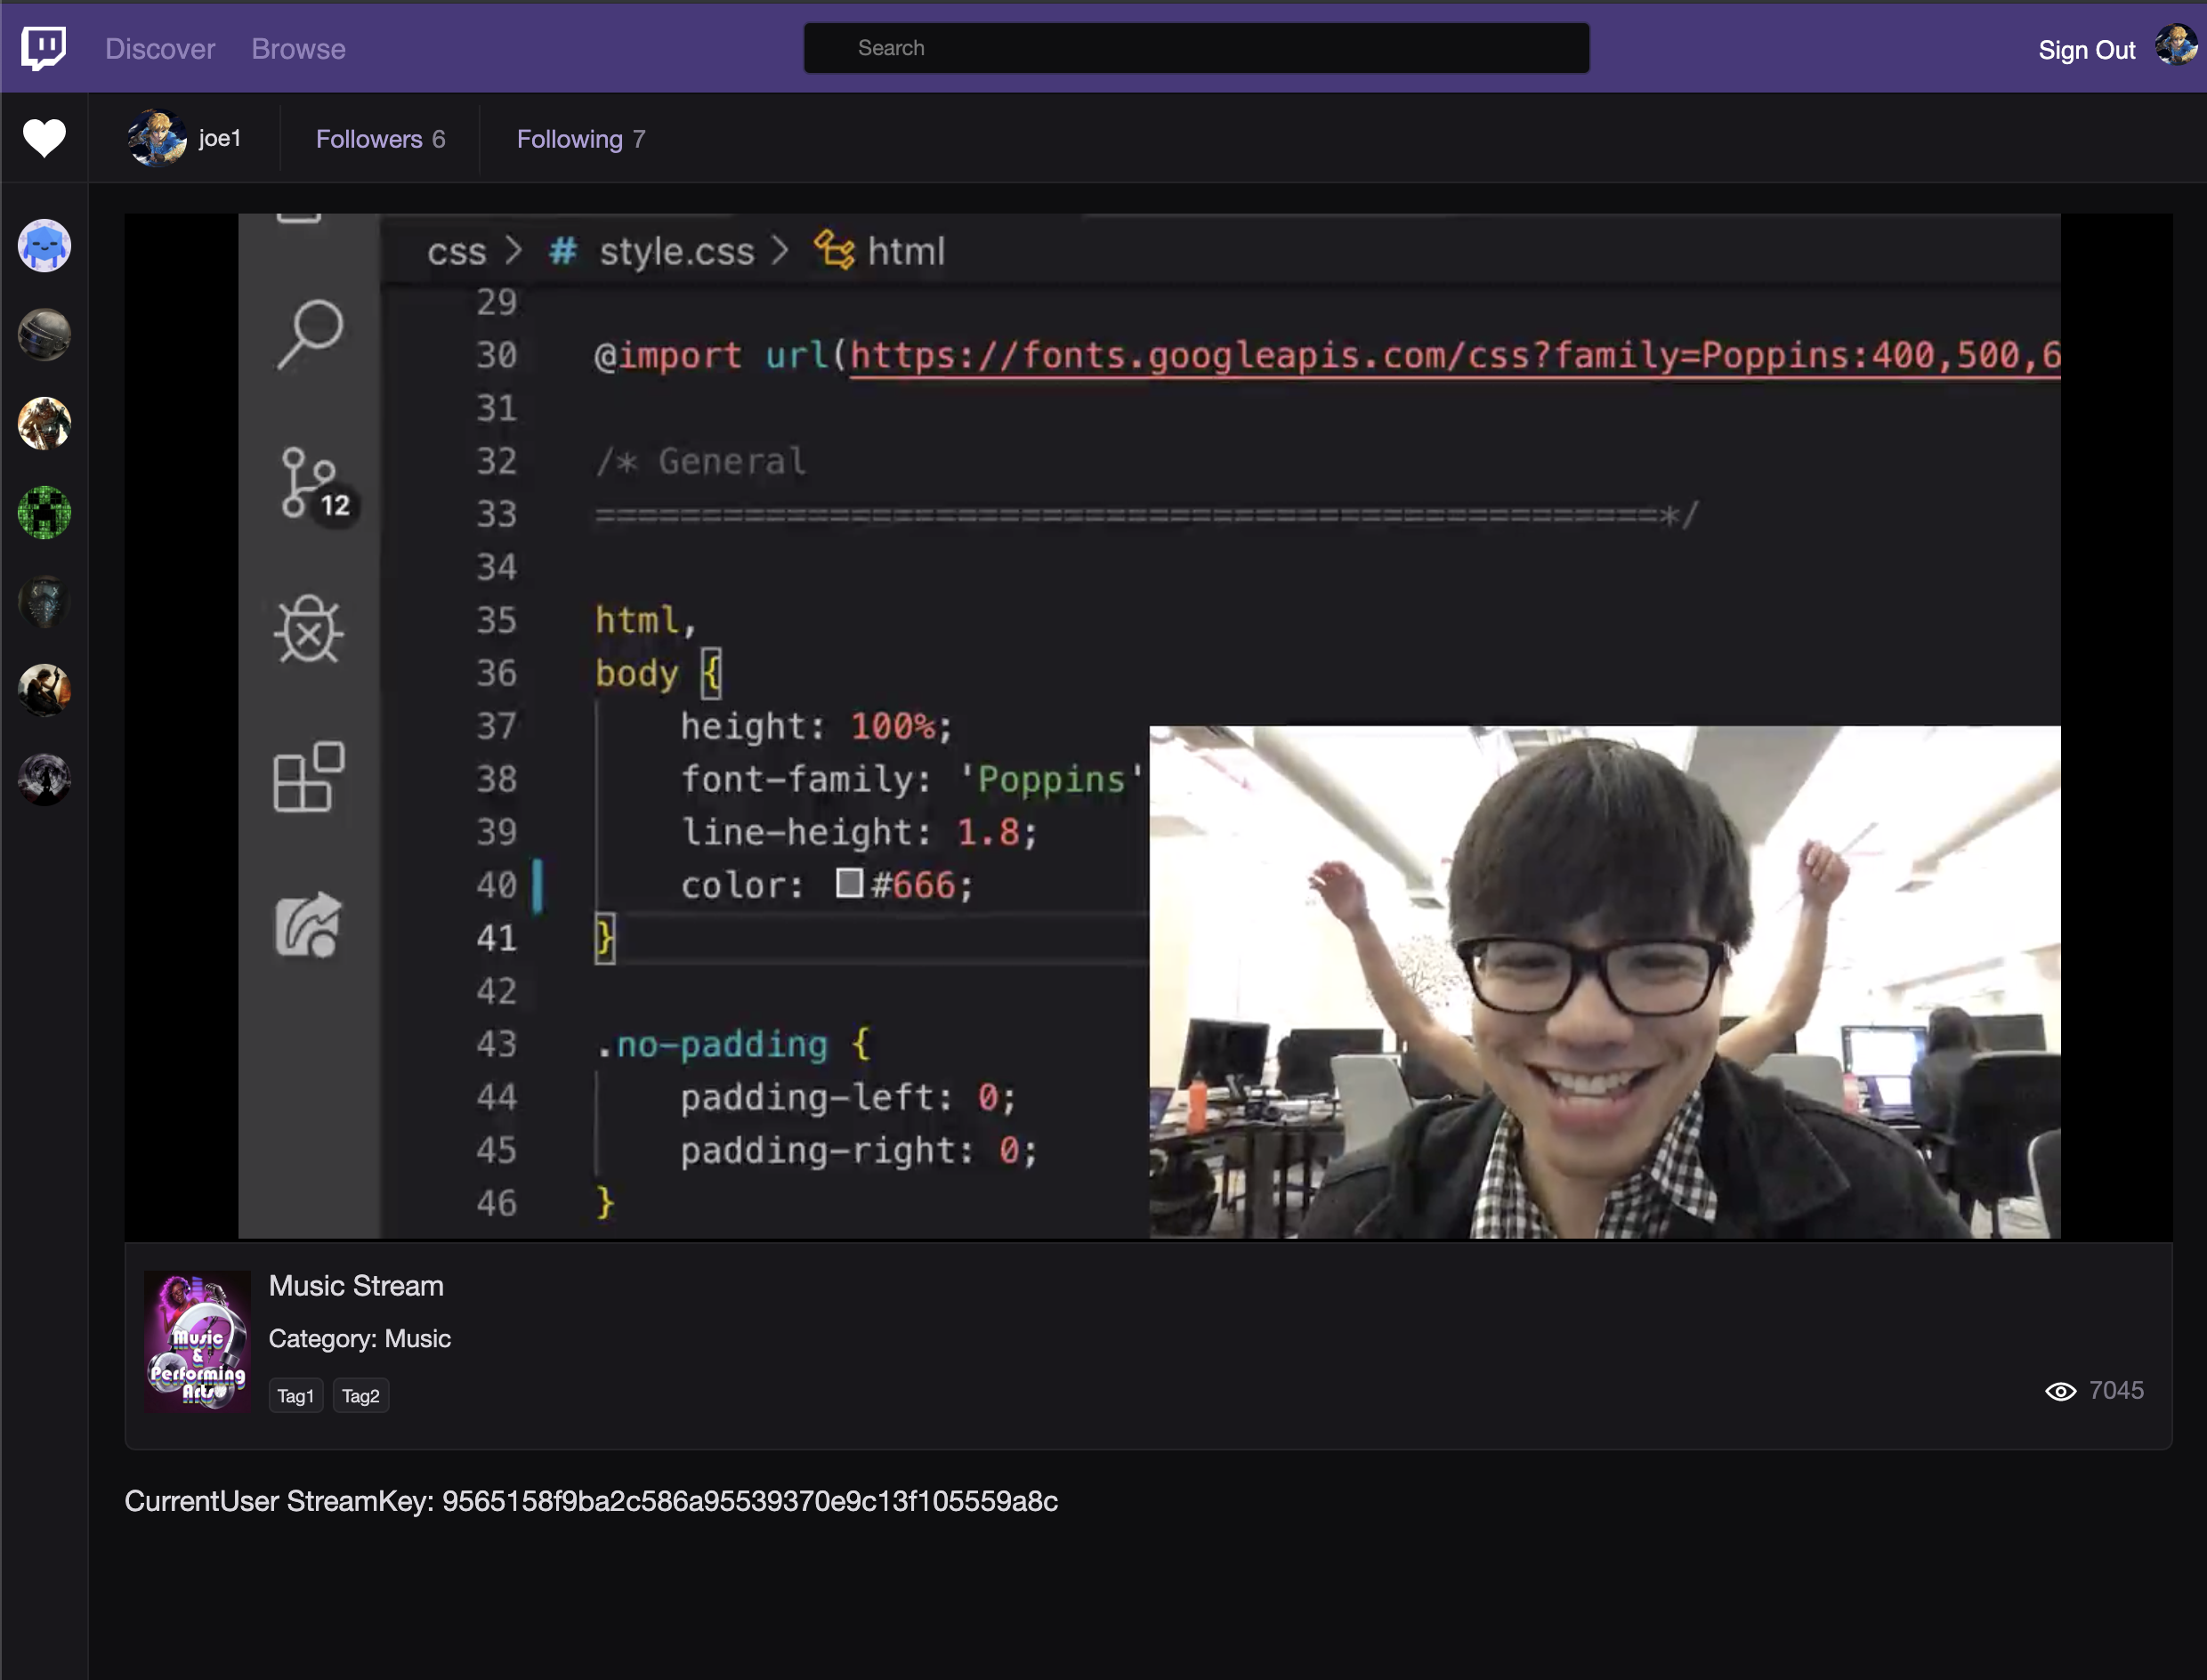 Discover Browse Search Sign Out
joe1 Followers 6 Following 7
css > # style.css > html
29
30 @import url(https://fonts.googleapis.com/css?family=Poppins:400,500,6
31
32 /* General
33 ==================================================*/
34
35 html,
36 body {
37 height: 100%;
38 font-family: 'Poppins'
39 line-height: 1.8;
40 color: #666;
41 }
42
43 .no-padding {
44 padding-left: 0;
45 padding-right: 0;
46 }
12
Music Stream
Category: Music
Tag1 Tag2
Music
&
Performing
Arts
7045
CurrentUser StreamKey: 9565158f9ba2c586a95539370e9c13f105559a8c